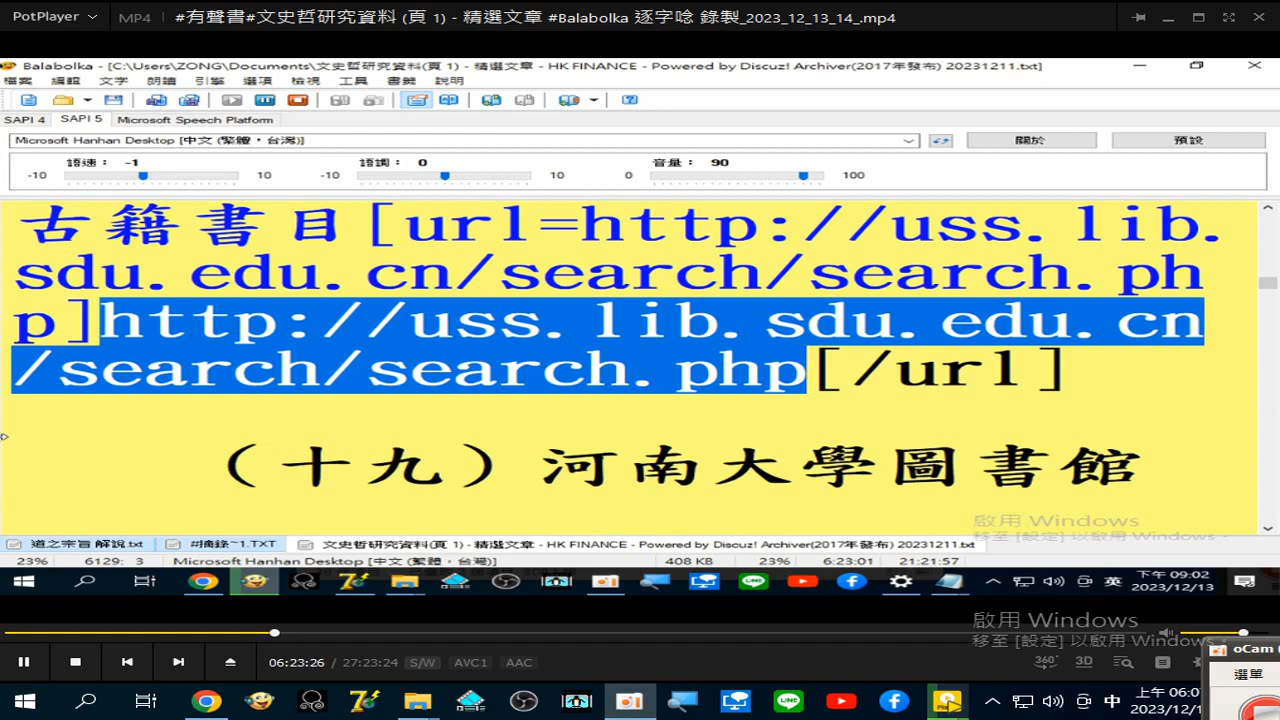 PotPlayer MP4 #有聲書#文史哲研究資料 (頁 1) - 精選文章 #Balabolka 逐字唸 錄製_2023_12_13_14_.mp4
Balabolka - [C:\Users\ZONG\Documents\文史哲研究資料(頁 1) - 精選文章 - HK FINANCE - Powered by Discuz! Archiver(2017年發布) 20231211.txt]
檔案 編輯 文字 朗讀 引擎 選項 檢視 工具 書籤 說明
SAPI 4 SAPI 5 Microsoft Speech Platform
Microsoft Hanhan Desktop [中文 (繁體，台灣)] 關於 預設
語速： -1 語調： 0 音量： 90
-10 10 -10 10 0 100
古籍書目[url=http://uss.lib.
sdu.edu.cn/search/search.ph
p]http://uss.lib.sdu.edu.cn
/search/search.php[/url]
（十九）河南大學圖書館
啟用 Windows
移至 [設定] 以啟用 Windows。
道之宗旨 解說.txt #摘錄~1.TXT 文史哲研究資料(頁 1) - 精選文章 - HK FINANCE - Powered by Discuz! Archiver(2017年發布) 20231211.txt
23% 6129: 3 Microsoft Hanhan Desktop [中文 (繁體，台灣)] 408 KB 23% 6:23:01 21:21:57
英 下午 09:02
2023/12/13
啟用 Windows
移至 [設定] 以啟用 Windows。
oCam (
06:23:26 / 27:23:24 S/W AVC1 AAC 360° 3D
選單
中 上午 06:0
2023/12/1